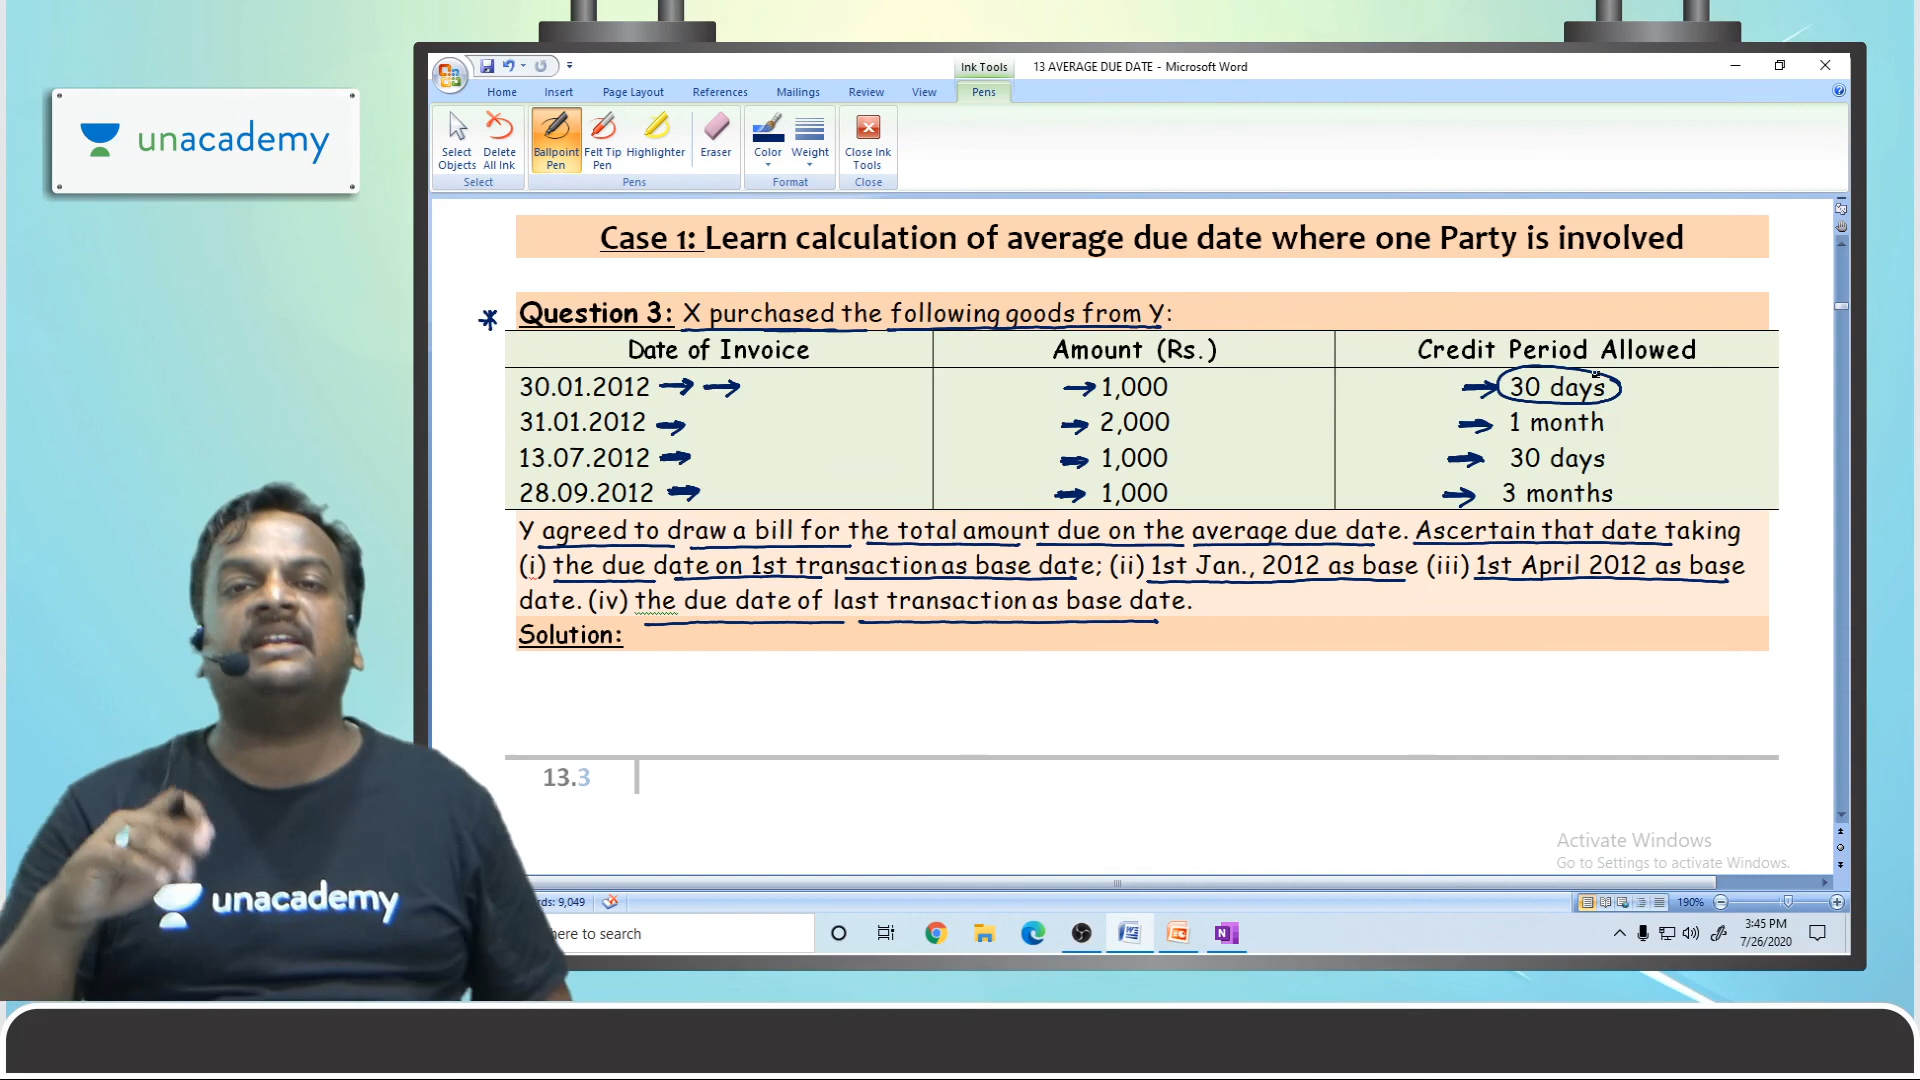 unacademy
Ink Tools
13 AVERAGE DUE DATE - Microsoft Word
Home Insert Page Layout References Mailings Review View Pens
Select Objects Delete All Ink Ballpoint Pen Felt Tip Pen Highlighter Eraser Color Weight Close Ink Tools
Select Pens Format Close
Case 1: Learn calculation of average due date where one Party is involved
Question 3: X purchased the following goods from Y:
Date of Invoice Amount (Rs.) Credit Period Allowed
30.01.2012 1,000 30 days
31.01.2012 2,000 1 month
13.07.2012 1,000 30 days
28.09.2012 1,000 3 months
Y agreed to draw a bill for the total amount due on the average due date. Ascertain that date taking
(i) the due date on 1st transaction as base date; (ii) 1st Jan., 2012 as base (iii) 1st April 2012 as base
date. (iv) the due date of last transaction as base date.
Solution:
13.3
Activate Windows
Go to Settings to activate Windows.
rds: 9,049 190%
here to search
3:45 PM
7/26/2020
unacademy